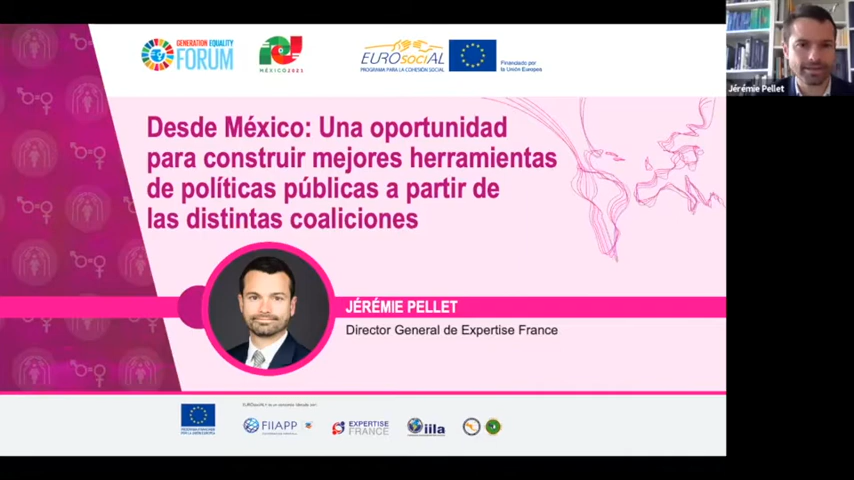 GENERATION EQUALITY
FORUM
MÉXICO2021
EUROsociAL
PROGRAMA PARA LA COHESIÓN SOCIAL
Financiado por
la Unión Europea
Jérémie Pellet
Desde México: Una oportunidad
para construir mejores herramientas
de políticas públicas a partir de
las distintas coaliciones
JÉRÉMIE PELLET
Director General de Expertise France
FIIAPP
EXPERTISE
FRANCE
iila